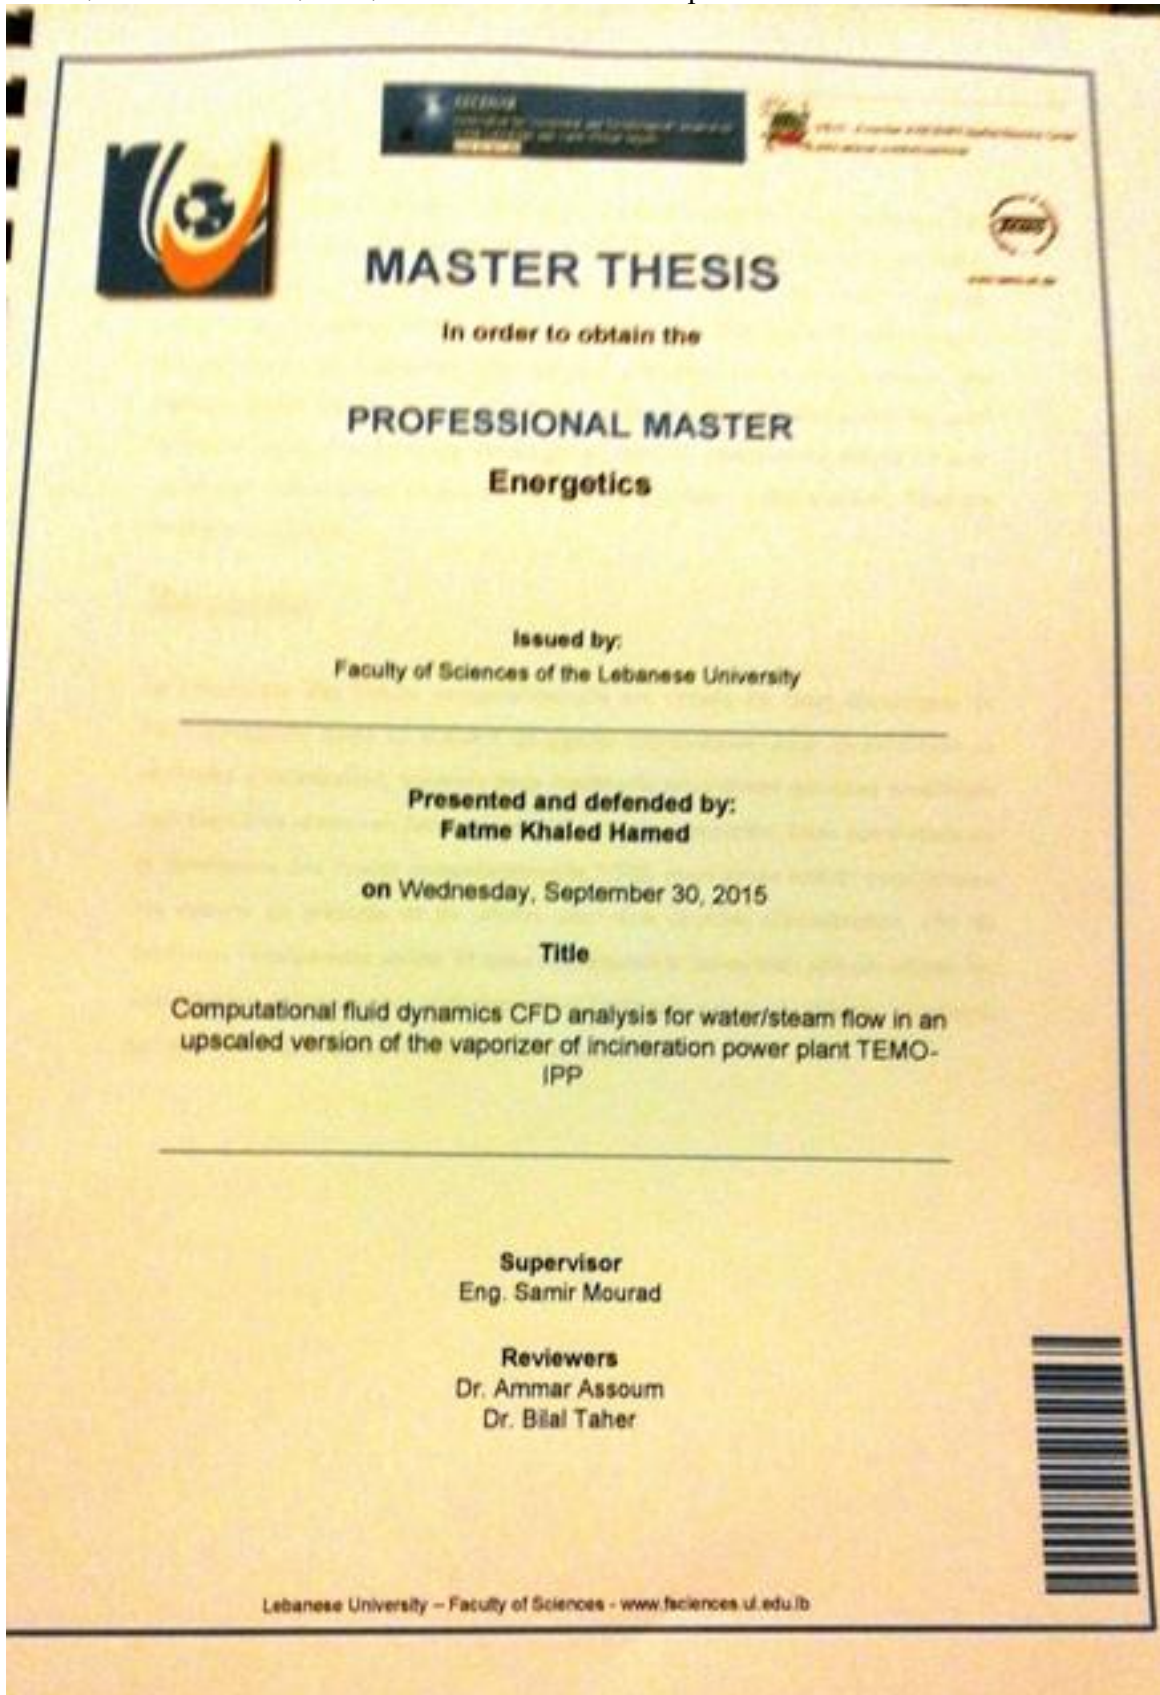 MASTER THESIS
In order to obtain the
PROFESSIONAL MASTER
Energetics
Issued by:
Faculty of Sciences of the Lebanese University
Presented and defended by:
Fatme Khaled Hamed
on Wednesday, September 30, 2015
Title
Computational fluid dynamics CFD analysis for water/steam flow in an
upscaled version of the vaporizer of incineration power plant TEMO-
IPP
Supervisor
Eng. Samir Mourad
Reviewers
Dr. Ammar Assoum
Dr. Bilal Taher
Lebanese University – Faculty of Sciences - www.fsciences.ul.edu.lb